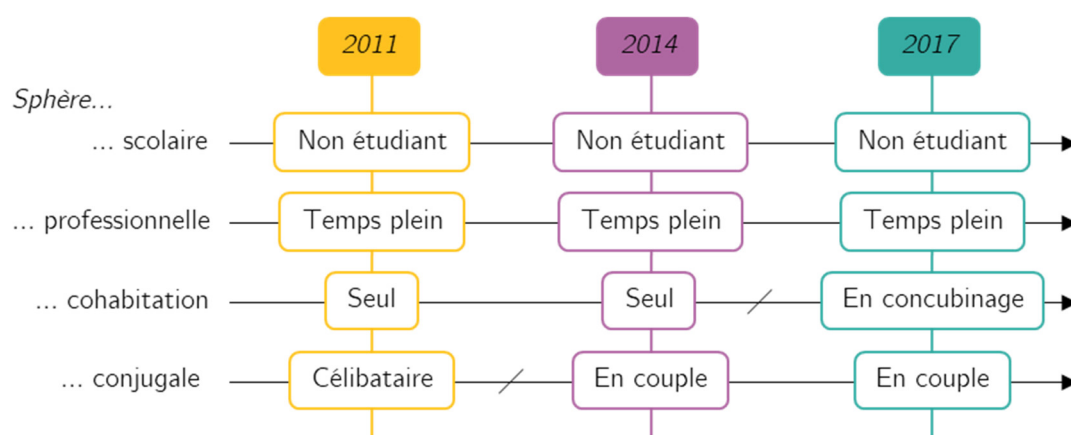 2011 2014 2017
Sphère...
... scolaire Non étudiant Non étudiant Non étudiant
... professionnelle Temps plein Temps plein Temps plein
... cohabitation Seul Seul En concubinage
... conjugale Célibataire En couple En couple